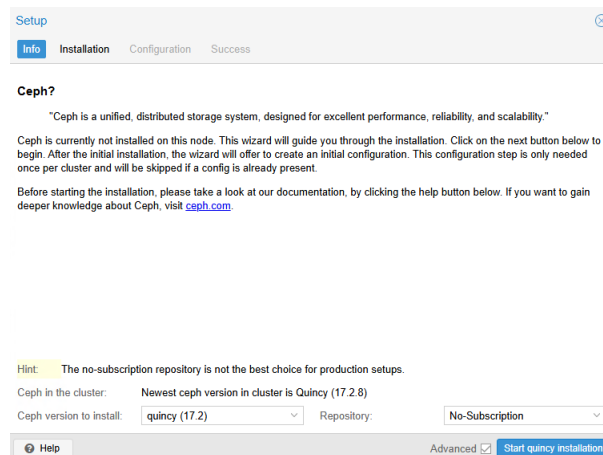 Setup
Info Installation Configuration Success
Ceph?
"Ceph is a unified, distributed storage system, designed for excellent performance, reliability, and scalability."
Ceph is currently not installed on this node. This wizard will guide you through the installation. Click on the next button below to
begin. After the initial installation, the wizard will offer to create an initial configuration. This configuration step is only needed
once per cluster and will be skipped if a config is already present.
Before starting the installation, please take a look at our documentation, by clicking the help button below. If you want to gain
deeper knowledge about Ceph, visit ceph.com.
Hint: The no-subscription repository is not the best choice for production setups.
Ceph in the cluster: Newest ceph version in cluster is Quincy (17.2.8)
Ceph version to install: quincy (17.2) Repository: No-Subscription
Help Advanced Start quincy installation